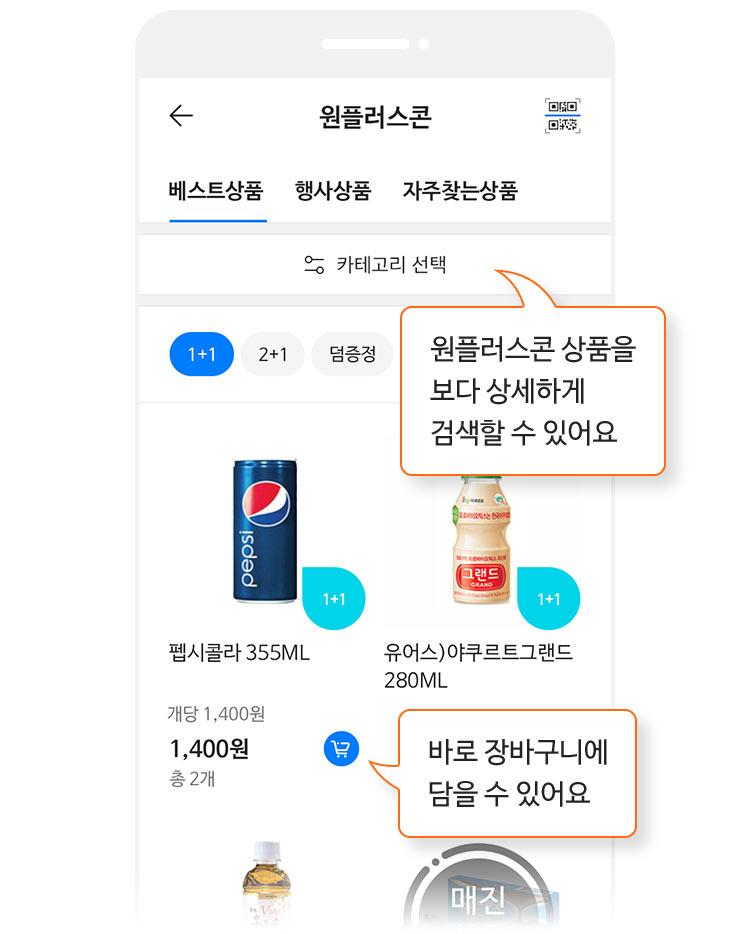 원플러스콘
베스트상품 행사상품 자주찾는상품
카테고리 선택
1+1 2+1 덤증정
원플러스콘 상품을
보다 상세하게
검색할 수 있어요
pepsi
그랜드
GRAND
1+1
1+1
펩시콜라 355ML
유어스)야쿠르트그랜드
280ML
개당 1,400원
1,400원
총 2개
바로 장바구니에
담을 수 있어요
매진